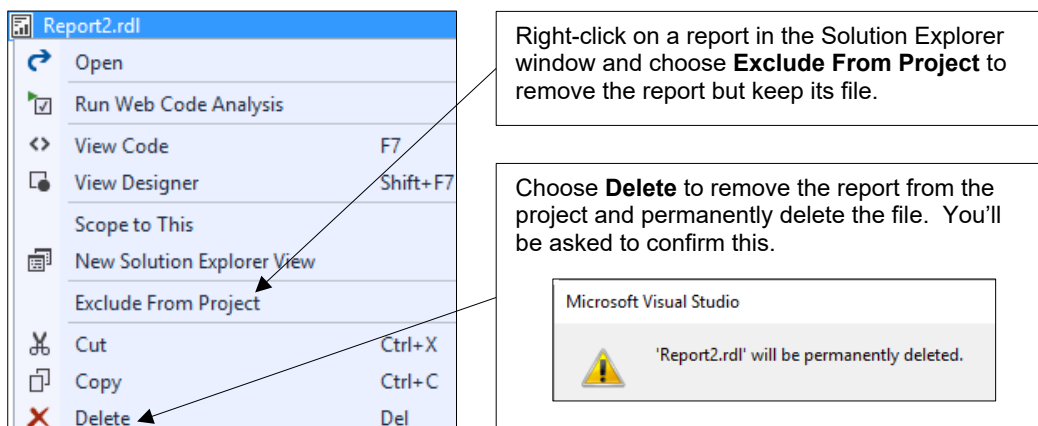 Report2.rdl
Open
Run Web Code Analysis
View Code F7
View Designer Shift+F7
Scope to This
New Solution Explorer View
Exclude From Project
Cut Ctrl+X
Copy Ctrl+C
Delete Del
Right-click on a report in the Solution Explorer
window and choose Exclude From Project to
remove the report but keep its file.
Choose Delete to remove the report from the
project and permanently delete the file. You'll
be asked to confirm this.
Microsoft Visual Studio
'Report2.rdl' will be permanently deleted.